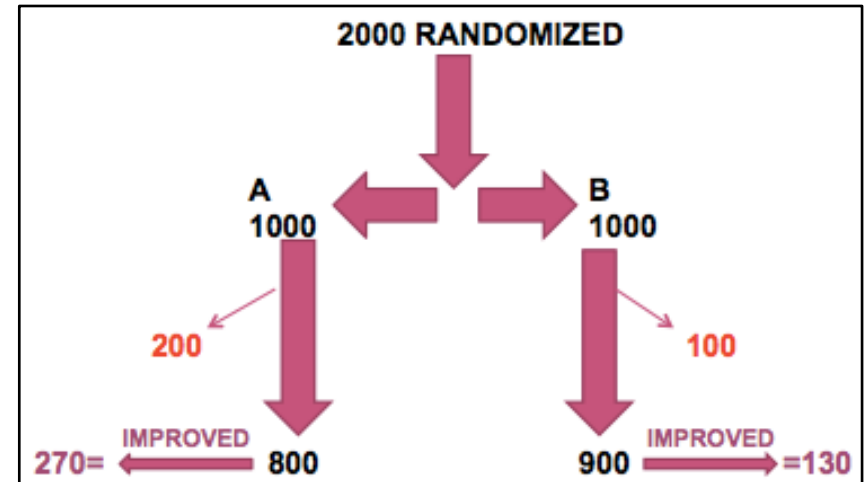 2000 RANDOMIZED
A
1000
B
1000
200
100
IMPROVED
270=
800
900
IMPROVED
=130